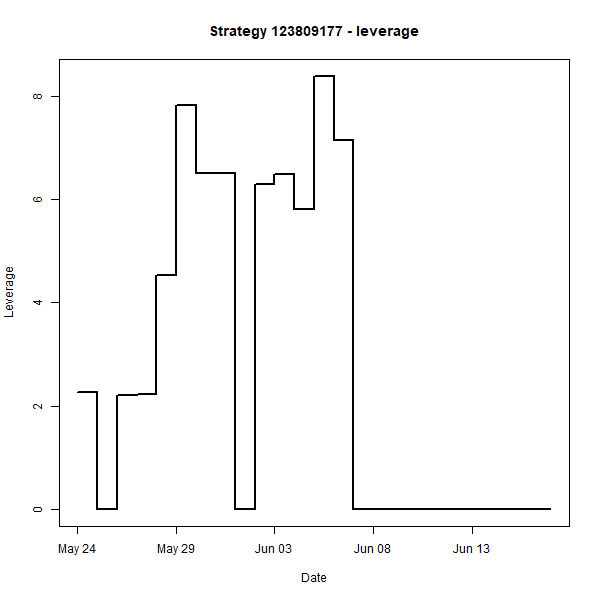 Strategy 123809177 - leverage
8
6
4
2
0
Leverage
May 24
May 29
Jun 03
Jun 08
Jun 13
Date